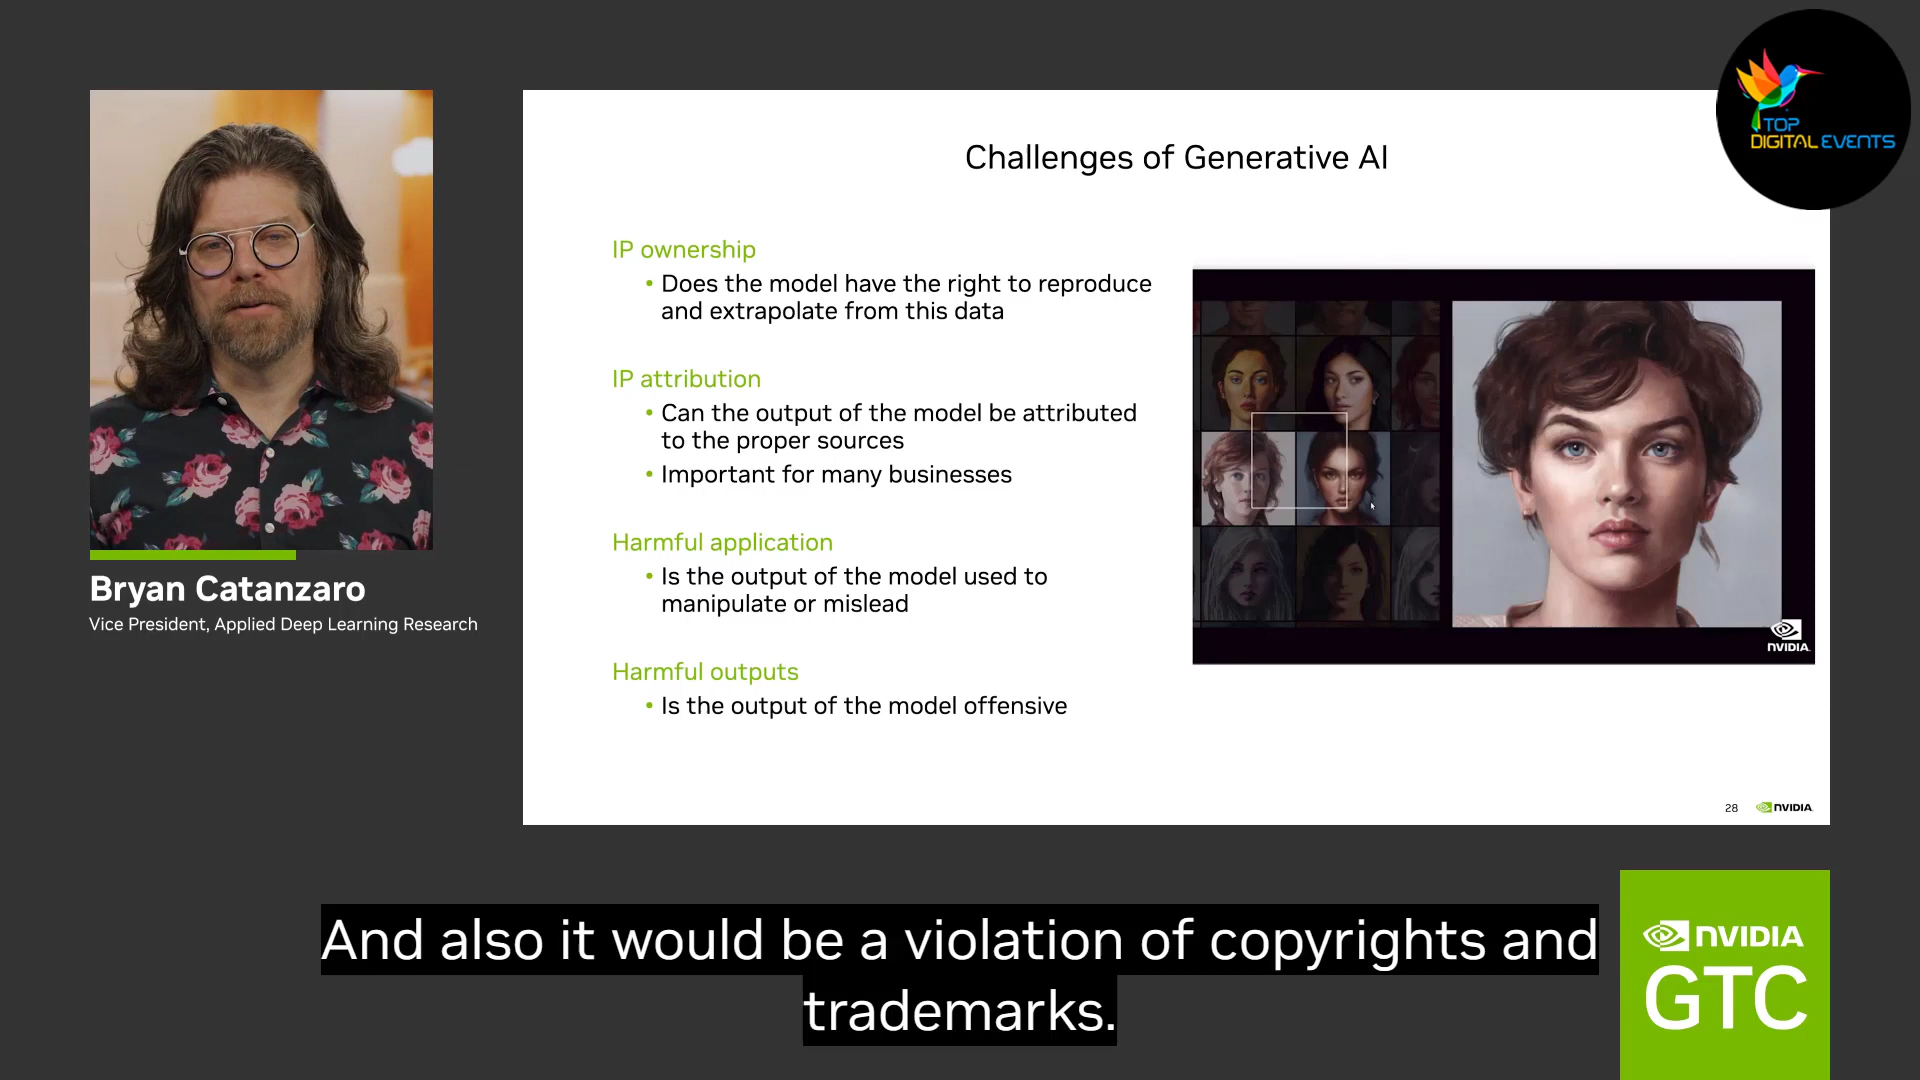 TOP
DIGITAL EVENTS
Challenges of Generative AI
IP ownership
• Does the model have the right to reproduce
and extrapolate from this data
IP attribution
• Can the output of the model be attributed
to the proper sources
• Important for many businesses
Harmful application
• Is the output of the model used to
manipulate or mislead
Harmful outputs
• Is the output of the model offensive
NVIDIA
28 NVIDIA
Bryan Catanzaro
Vice President, Applied Deep Learning Research
And also it would be a violation of copyrights and
trademarks.
NVIDIA
GTC